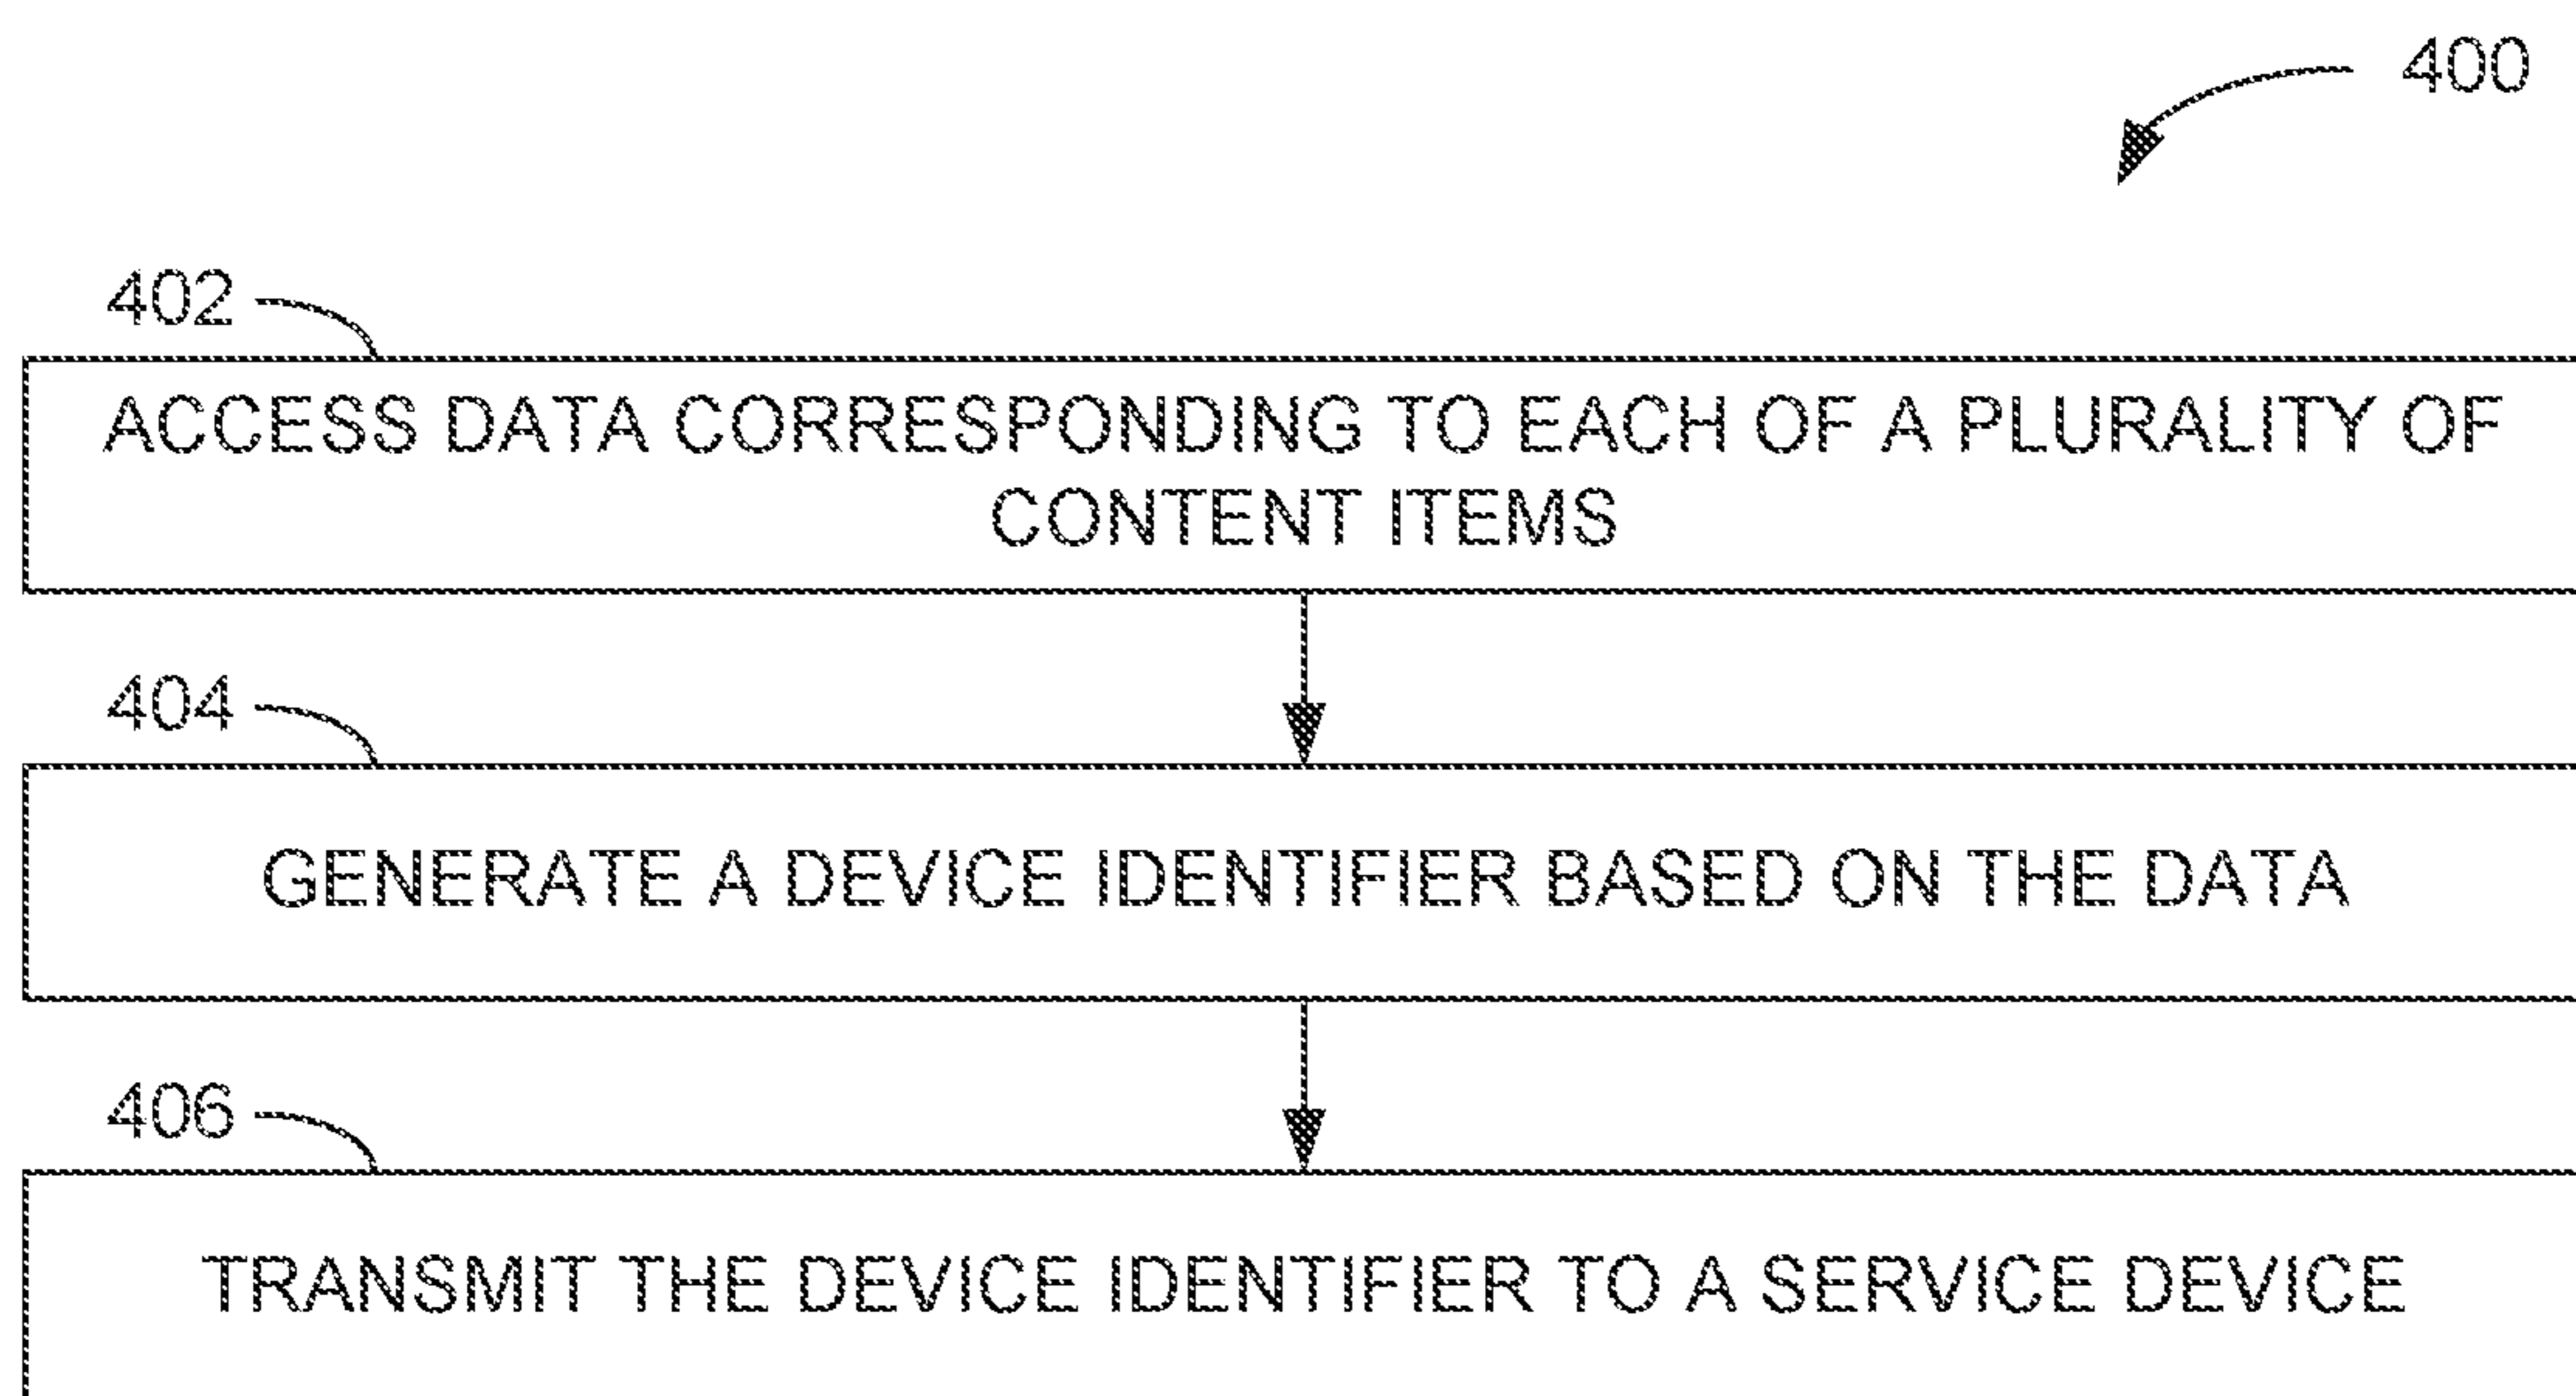 400
402
ACCESS DATA CORRESPONDING TO EACH OF A PLURALITY OF
CONTENT ITEMS
404
GENERATE A DEVICE IDENTIFIER BASED ON THE DATA
406
TRANSMIT THE DEVICE IDENTIFIER TO A SERVICE DEVICE